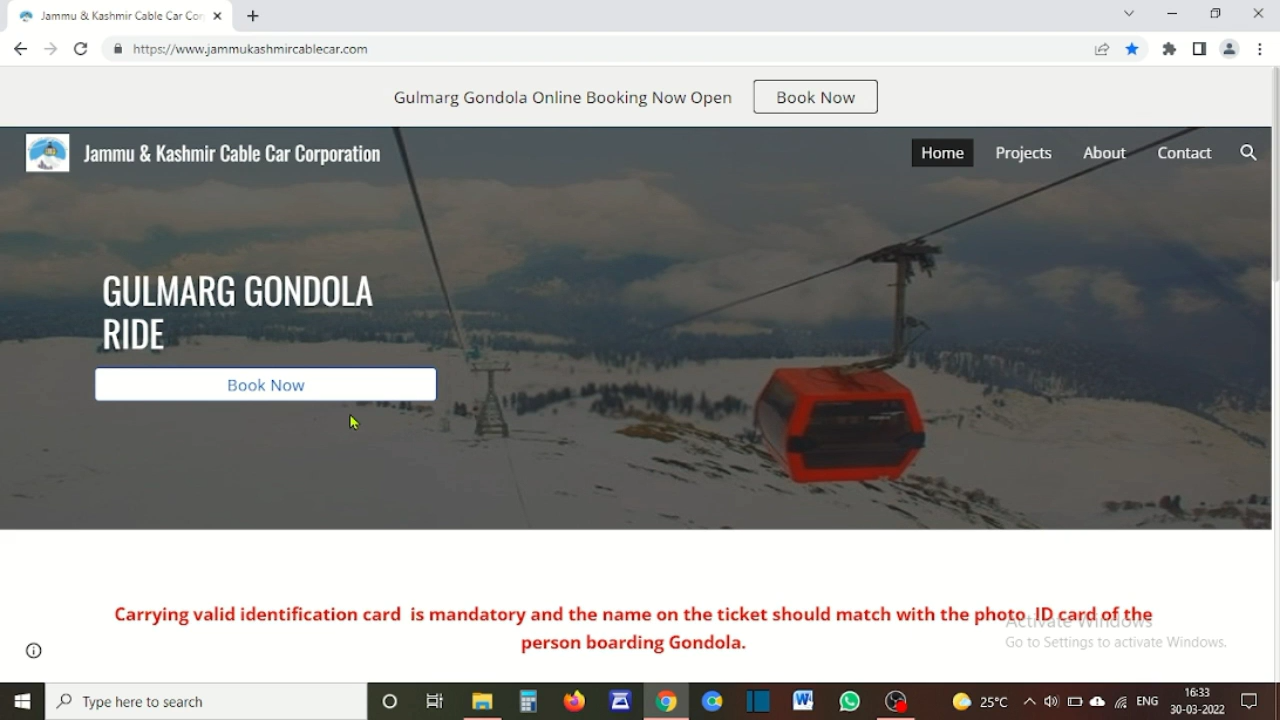 Jammu & Kashmir Cable Car Cor
https://www.jammukashmircablecar.com
Gulmarg Gondola Online Booking Now Open
Book Now
Jammu & Kashmir Cable Car Corporation
Home
Projects
About
Contact
GULMARG GONDOLA
RIDE
Book Now
Carrying valid identification card is mandatory and the name on the ticket should match with the photo ID card of the
person boarding Gondola.
Activate Windows
Go to Settings to activate Windows.
Type here to search
25°C
ENG
16:33
30-03-2022